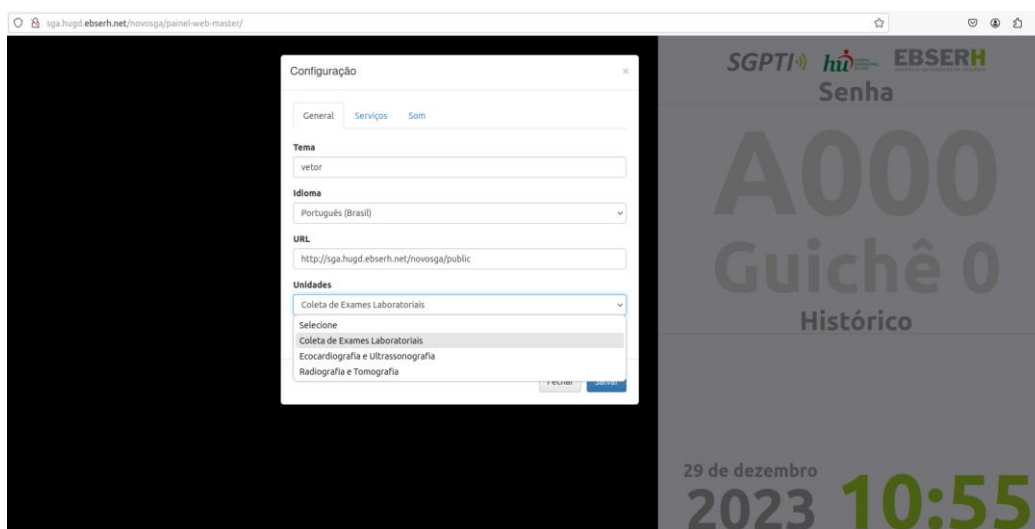 sga.hugd.ebserh.net/novosga/painel-web-master/
Configuração
×
General Serviços Som
Tema
vetor
Idioma
Português (Brasil)
URL
http://sga.hugd.ebserh.net/novosga/public
Unidades
Coleta de Exames Laboratoriais
Selecione
Coleta de Exames Laboratoriais
Ecocardiografia e Ultrassonografia
Radiografia e Tomografia
Fechar Salvar
SGPTI hu EBSERH
Senha
A000
Guichê 0
Histórico
29 de dezembro
2023 10:55